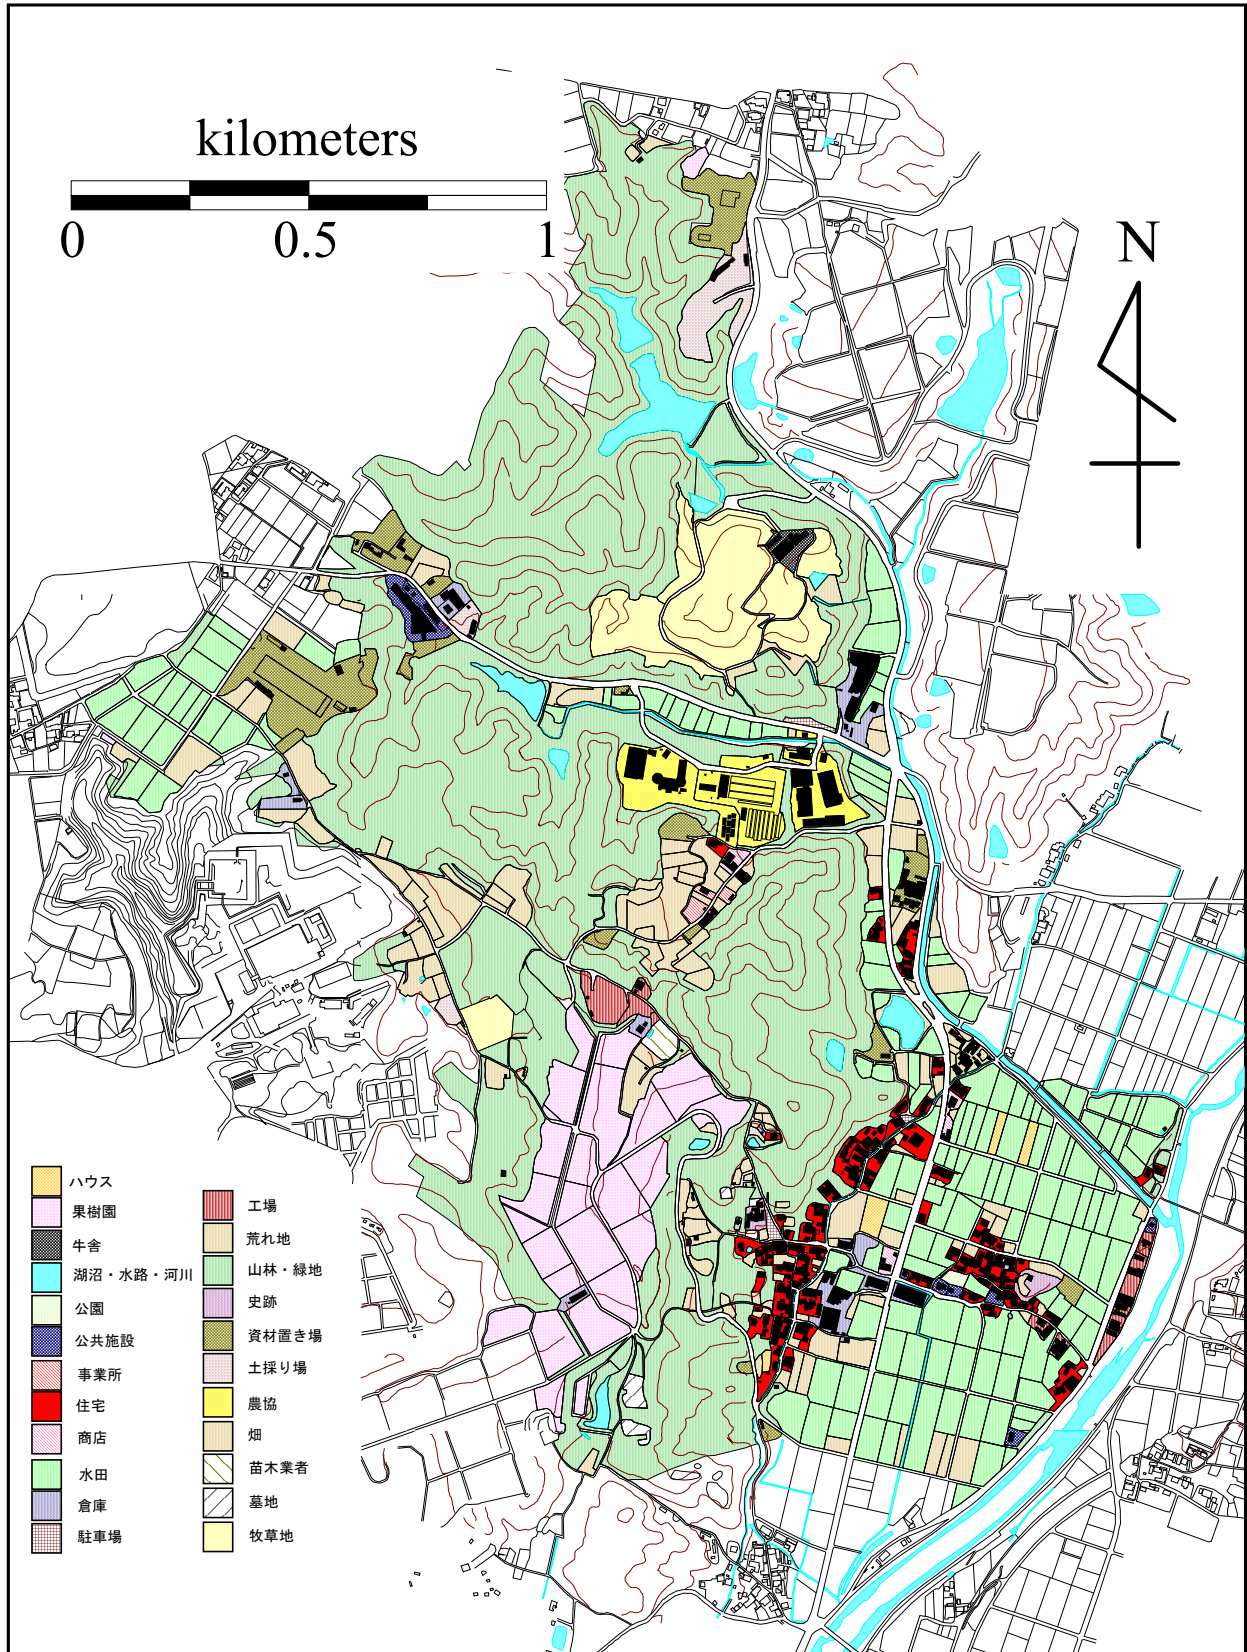 kilometers
0 0.5 1
N
ハウス
果樹園
牛舎
湖沼・水路・河川
公園
公共施設
事業所
住宅
商店
水田
倉庫
駐車場
工場
荒れ地
山林・緑地
史跡
資材置き場
土採り場
農協
畑
苗木業者
墓地
牧草地